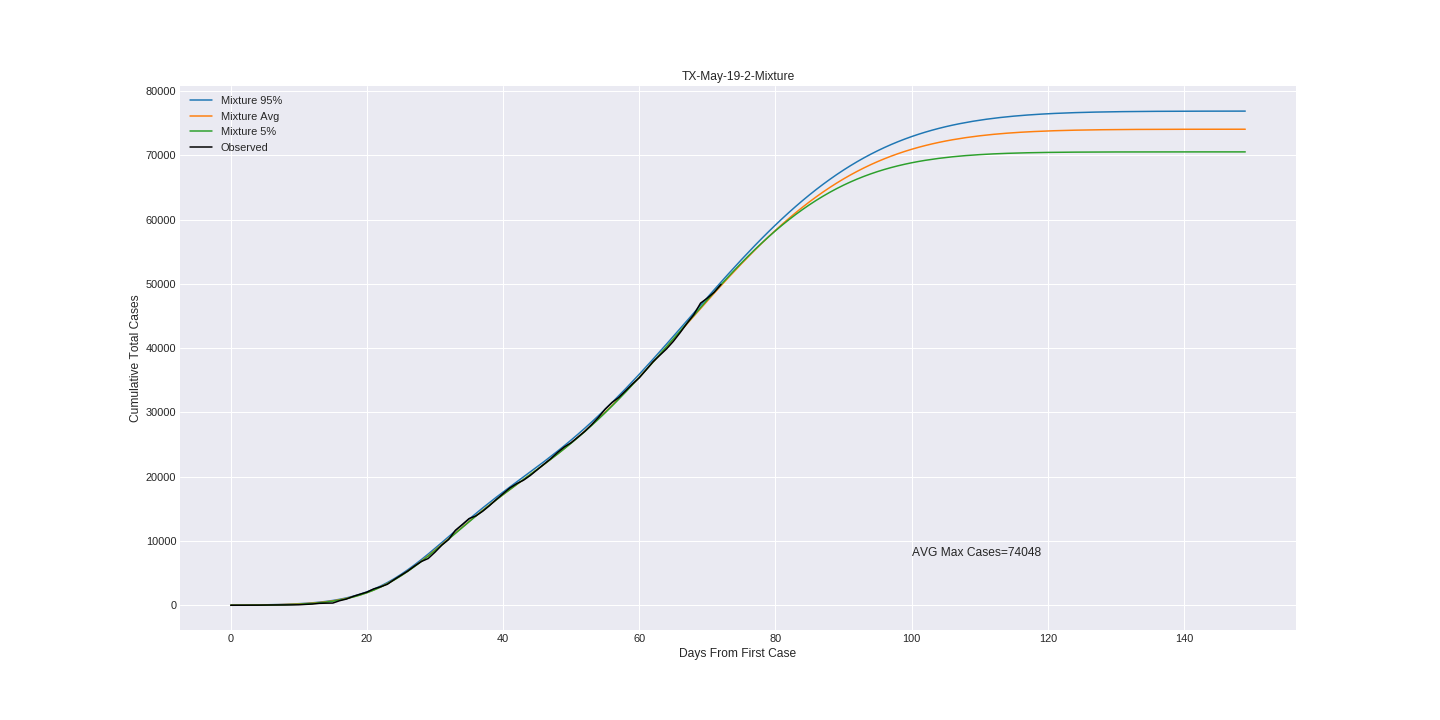 TX-May-19-2-Mixture
Mixture 95%
Mixture Avg
Mixture 5%
Observed
80000
70000
60000
50000
40000
30000
20000
10000
0
Cumulative Total Cases
AVG Max Cases=74048
0 20 40 60 80 100 120 140
Days From First Case